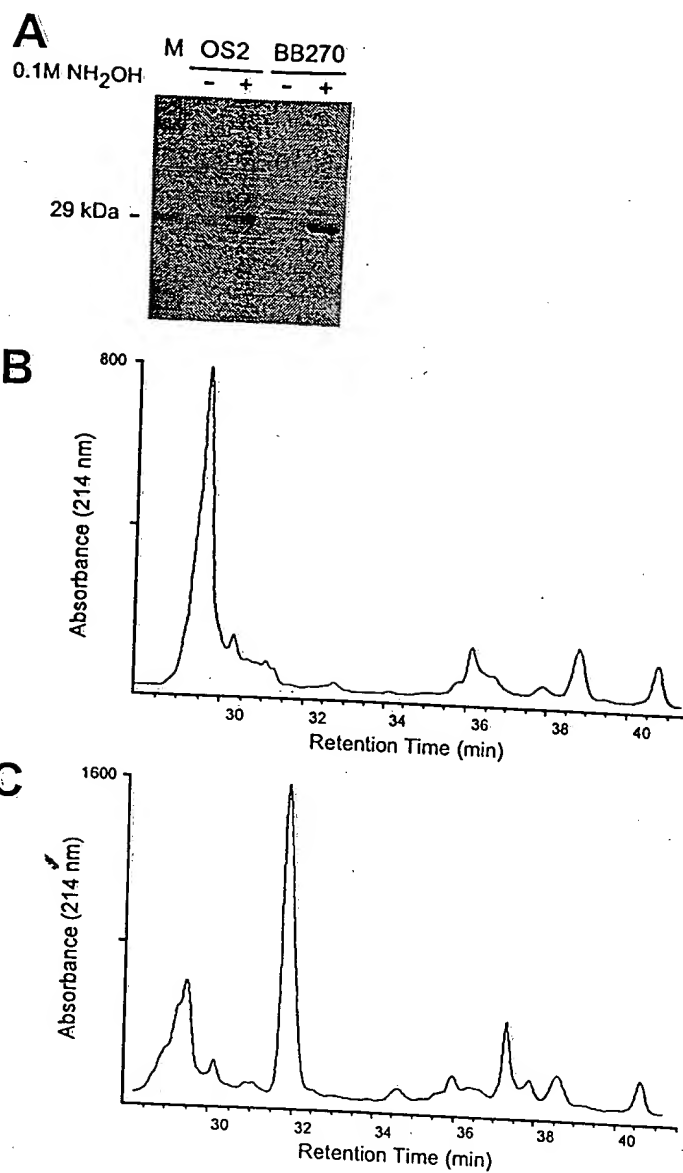 A
M OS2 BB270
0.1M NH₂OH - + - +
29 kDa -
B
800
Absorbance (214 nm)
30 32 34 36 38 40
Retention Time (min)
C
1600
Absorbance (214 nm)
30 32 34 36 38 40
Retention Time (min)